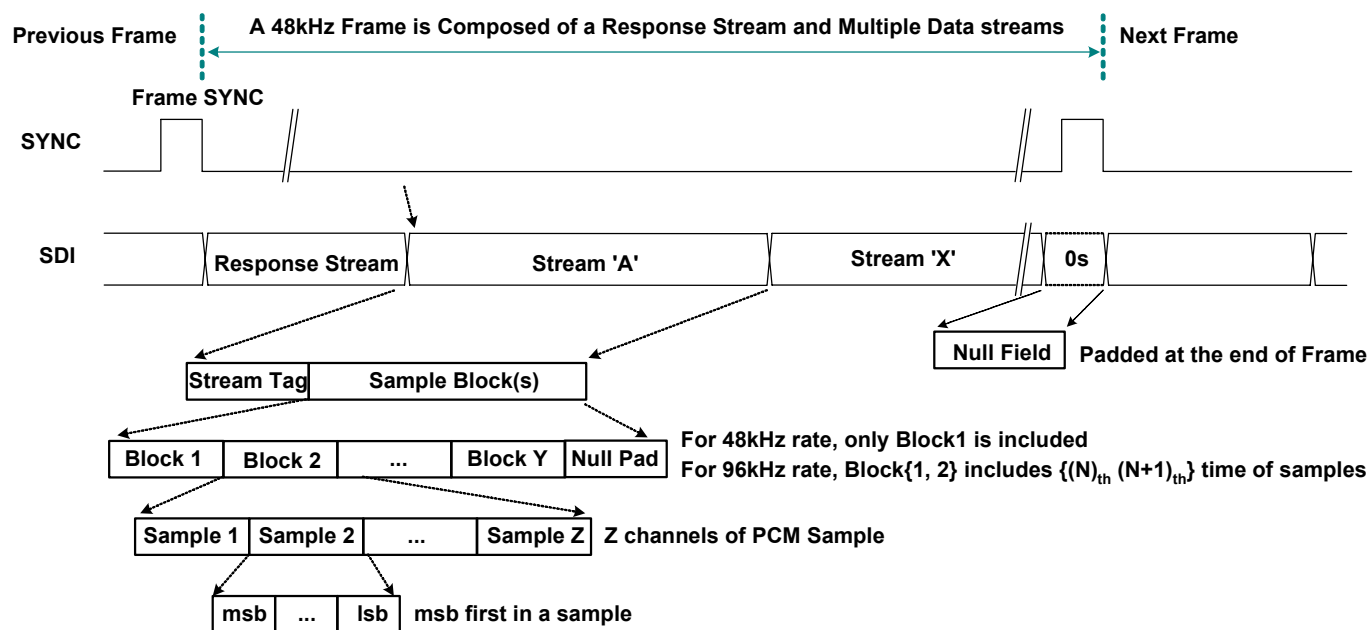 A 48kHz Frame is Composed of a Response Stream and Multiple Data streams
Previous Frame
Next Frame
Frame SYNC
SYNC
SDI
Response Stream
Stream 'A'
Stream 'X'
0s
Null Field
Padded at the end of Frame
Stream Tag
Sample Block(s)
Block 1
Block 2
...
Block Y
Null Pad
For 48kHz rate, only Block1 is included
For 96kHz rate, Block{1, 2} includes {(N)th (N+1)th} time of samples
Sample 1
Sample 2
...
Sample Z
Z channels of PCM Sample
msb
...
lsb
msb first in a sample